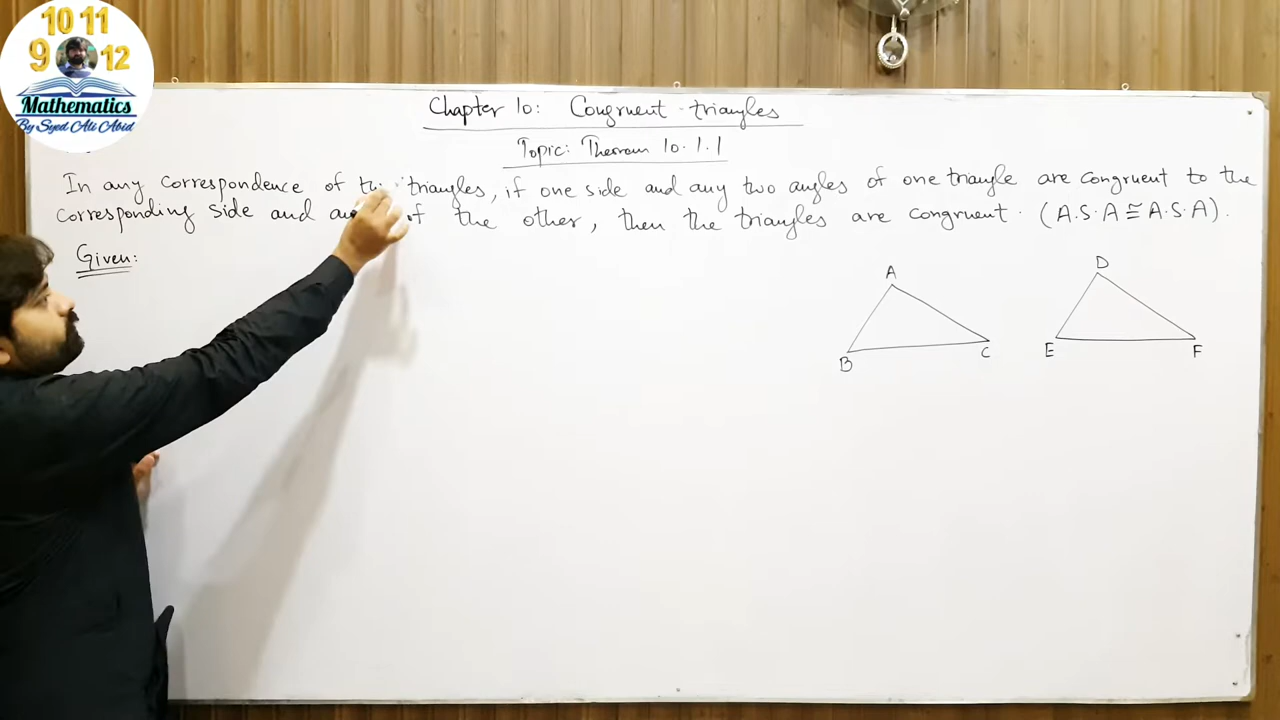 10 11
9 12
Mathematics
By Syed Ali Abid
Chapter 10: Congruent triangles
Topic: Theorem 10.1.1
In any correspondence of triangles, if one side and any two angles of one triangle are congruent to the
corresponding side and of the other, then the triangles are congruent. (A.S.A ≅ A.S.A).
Given:
A
B
C
D
E
F